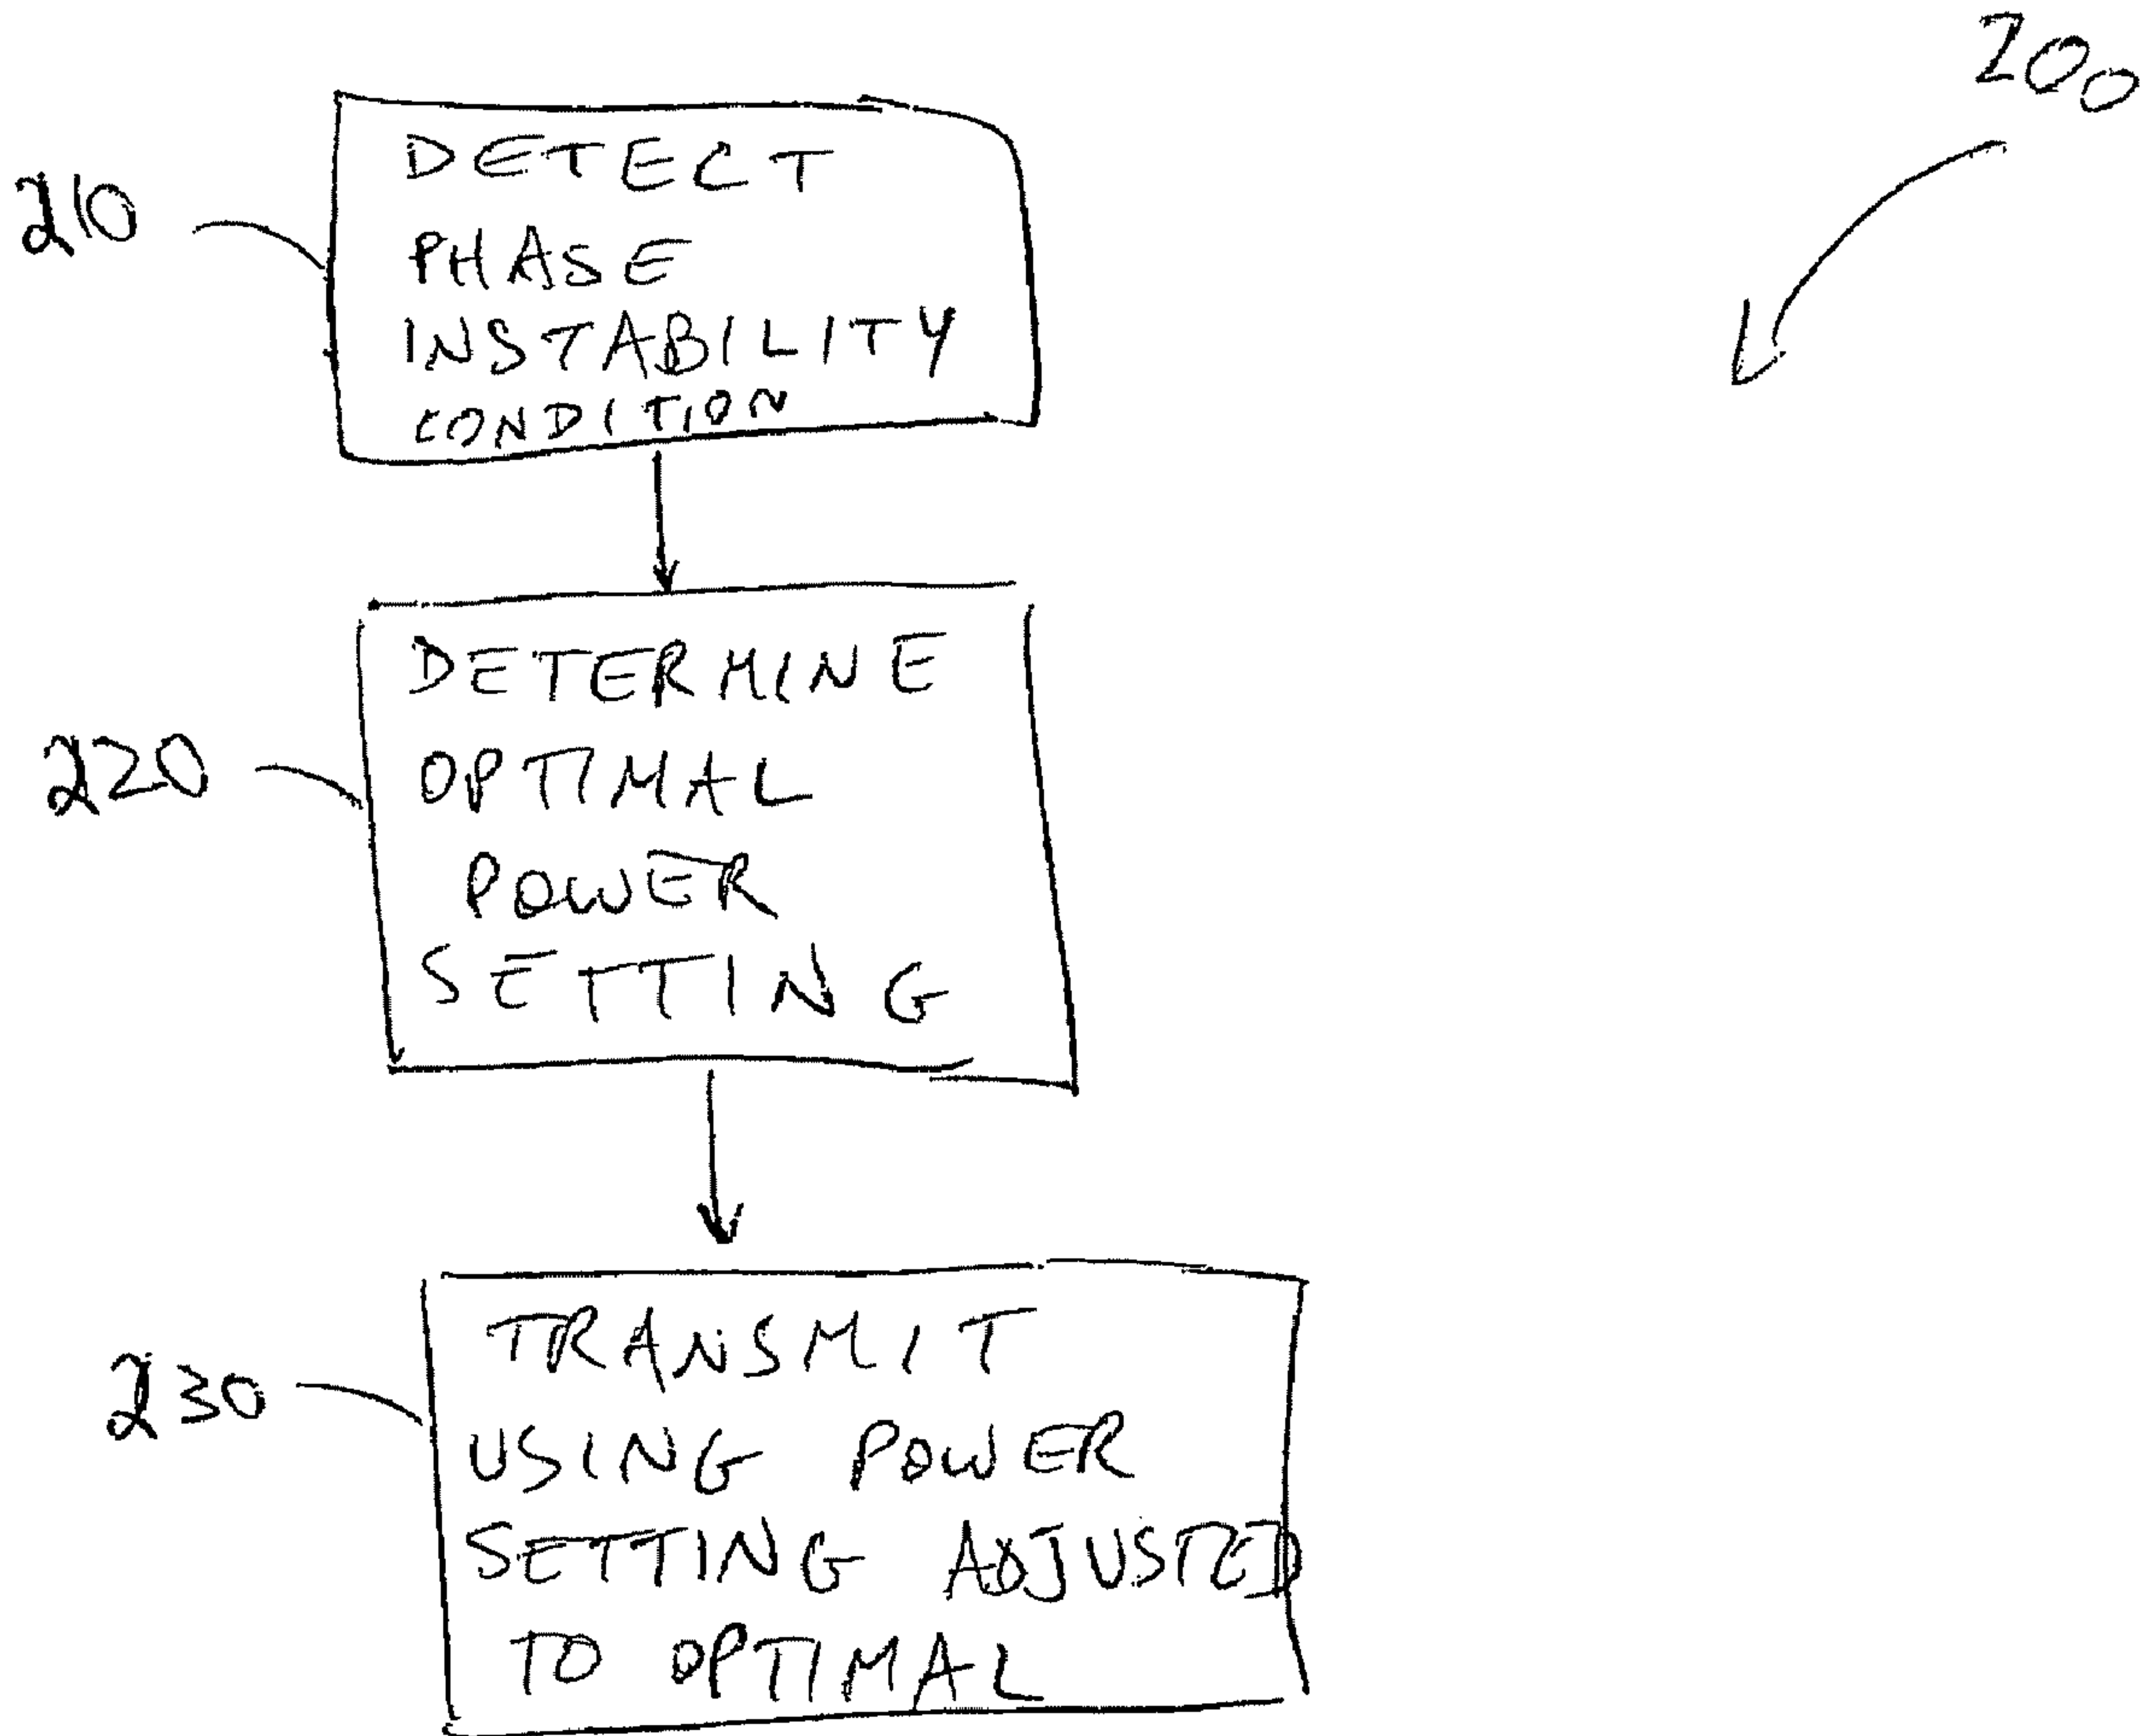 200
210
DETECT
PHASE
INSTABILITY
CONDITION
220
DETERMINE
OPTIMAL
POWER
SETTING
230
TRANSMIT
USING POWER
SETTING ADJUSTED
TO OPTIMAL